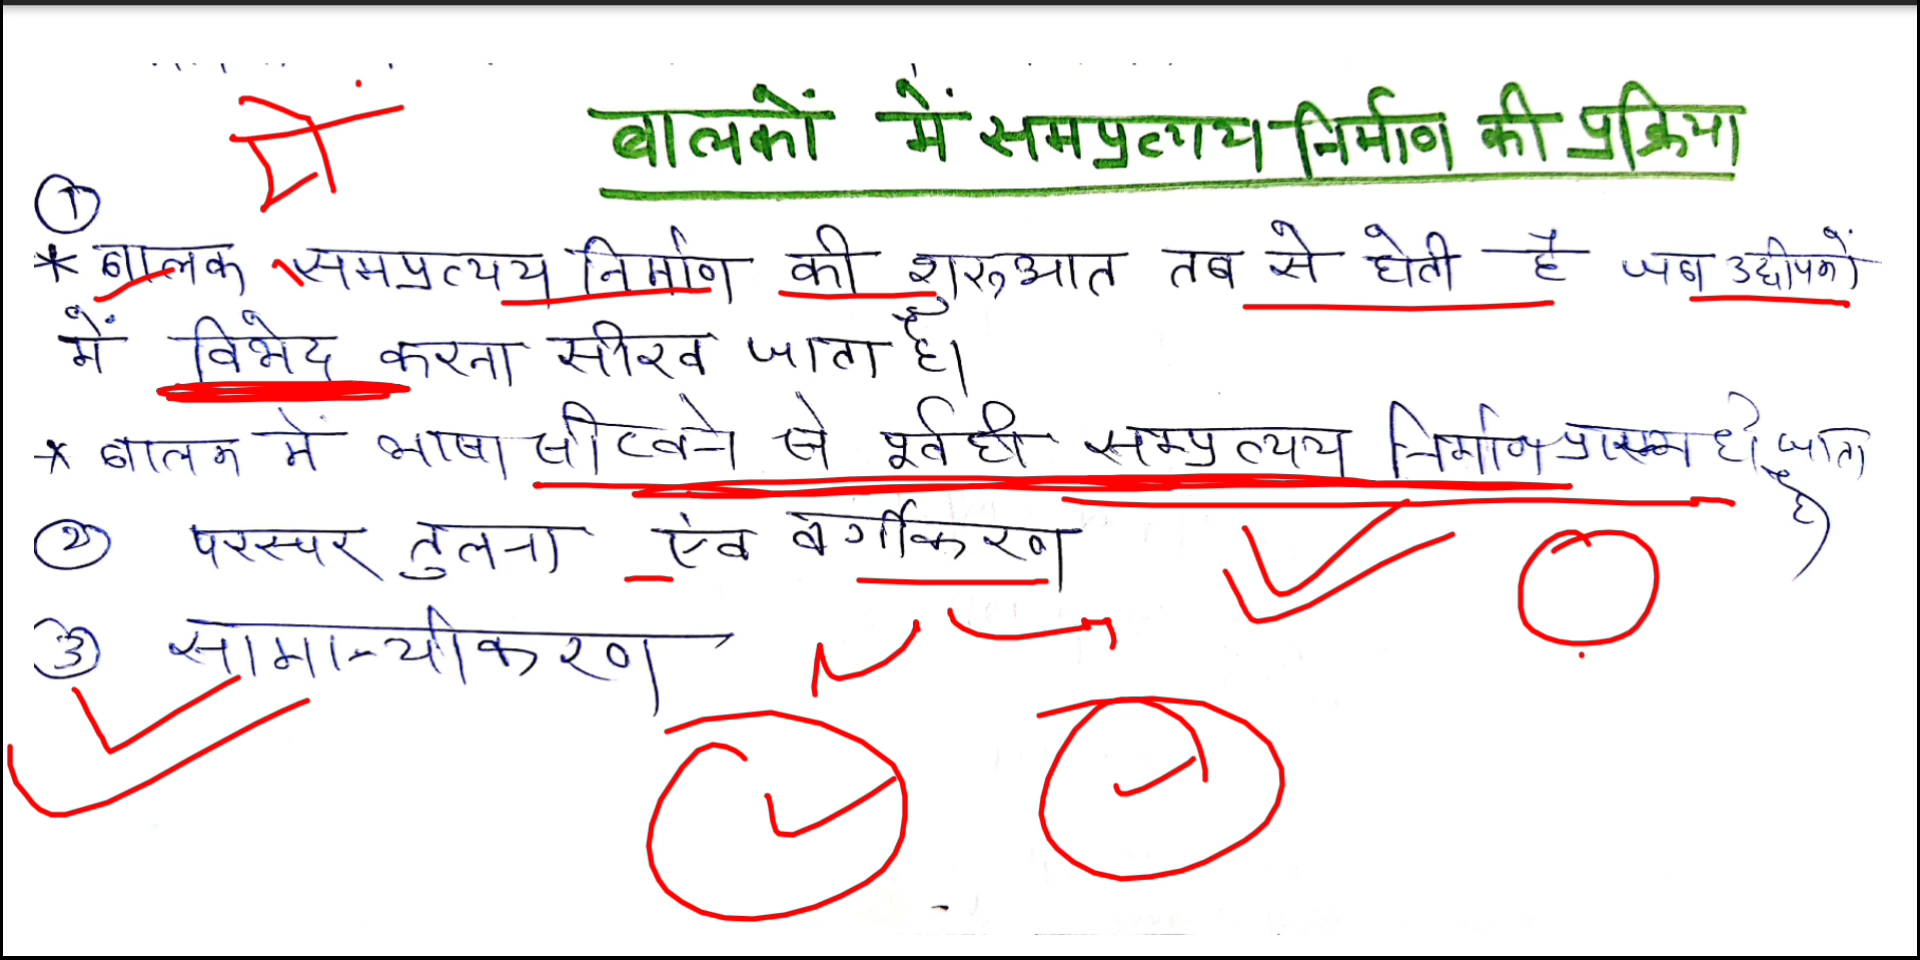 बालकों में समप्रत्यय निर्माण की प्रक्रिया
①
* बालक समप्रत्यय निर्माण की शुरुआत तब से होती है जब उद्दीपकों
में विभेद करना सीख जाता है।
* बालक में भाषा सीखने से पूर्व ही सम्प्रत्यय निर्माण प्रारम्भ हो जाता
है
② परस्पर तुलना एंव वर्गीकरण
③ सामान्यीकरण